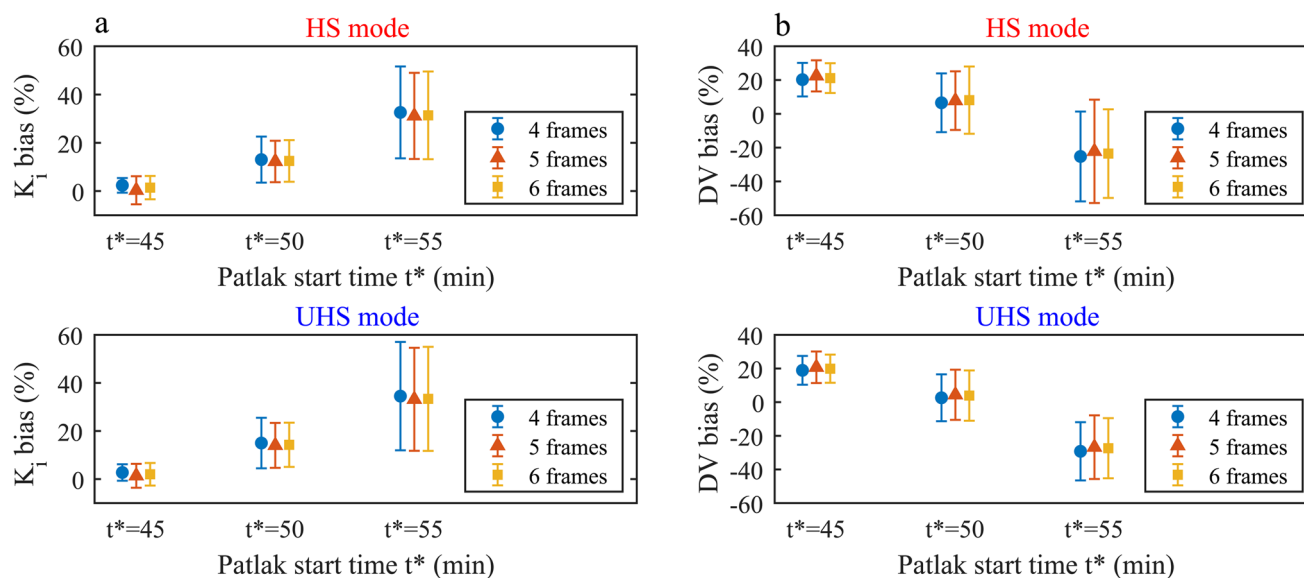 a
HS mode
K_i bias (%)
60
40
20
0
4 frames
5 frames
6 frames
t*=45
t*=50
t*=55
Patlak start time t* (min)
b
HS mode
DV bias (%)
40
20
0
-20
-40
-60
4 frames
5 frames
6 frames
t*=45
t*=50
t*=55
Patlak start time t* (min)
UHS mode
K_i bias (%)
60
40
20
0
4 frames
5 frames
6 frames
t*=45
t*=50
t*=55
Patlak start time t* (min)
UHS mode
DV bias (%)
40
20
0
-20
-40
-60
4 frames
5 frames
6 frames
t*=45
t*=50
t*=55
Patlak start time t* (min)